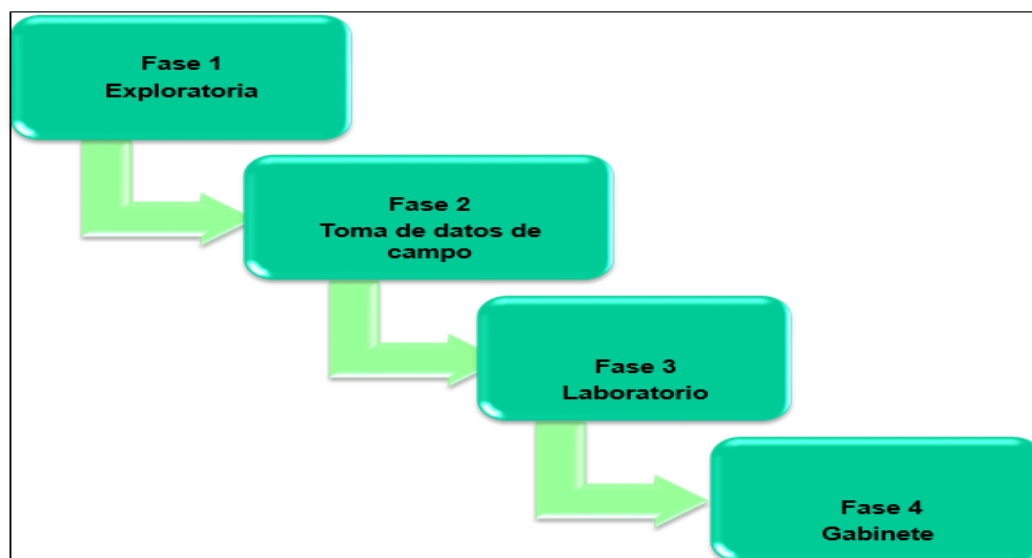 Fase 1
Exploratoria
Fase 2
Toma de datos de
campo
Fase 3
Laboratorio
Fase 4
Gabinete